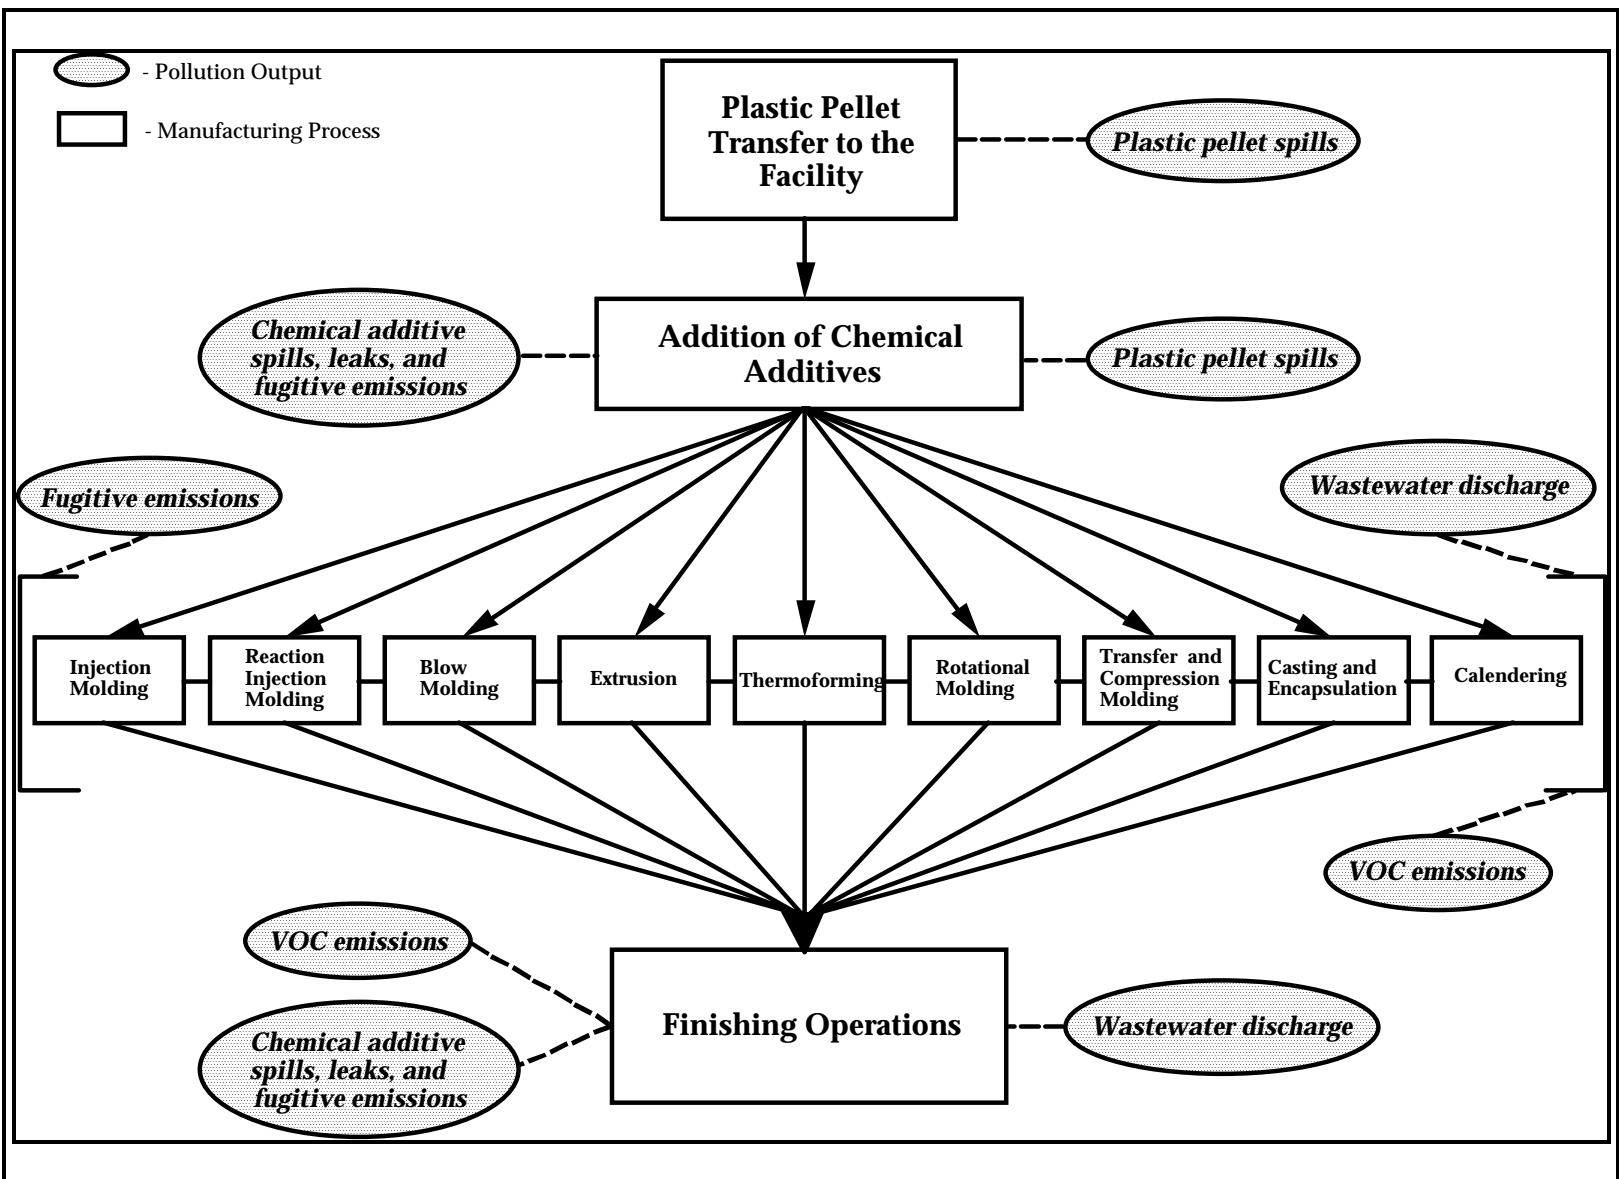 - Pollution Output
- Manufacturing Process
Plastic Pellet
Transfer to the
Facility
Plastic pellet spills
Chemical additive
spills, leaks, and
fugitive emissions
Addition of Chemical
Additives
Plastic pellet spills
Fugitive emissions
Wastewater discharge
Injection
Molding
Reaction
Injection
Molding
Blow
Molding
Extrusion
Thermoforming
Rotational
Molding
Transfer and
Compression
Molding
Casting and
Encapsulation
Calendering
VOC emissions
VOC emissions
Chemical additive
spills, leaks, and
fugitive emissions
Finishing Operations
Wastewater discharge